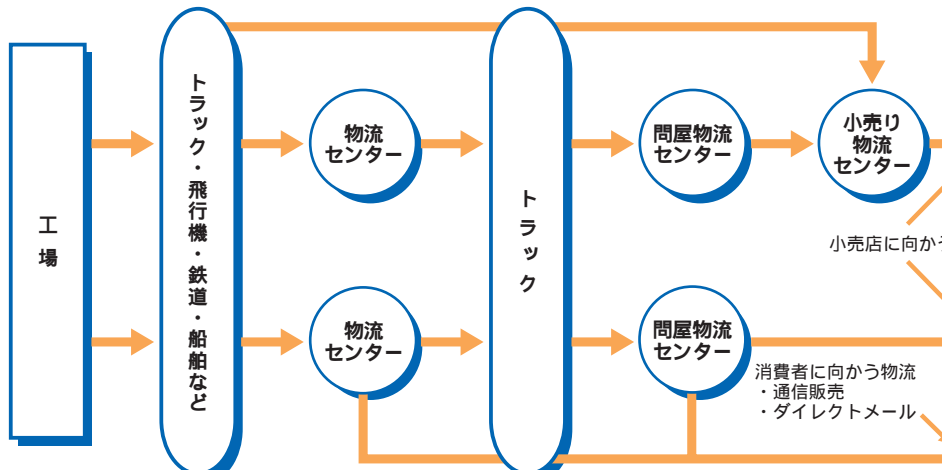 工場
トラック・飛行機・鉄道・船舶など
物流
センター
物流
センター
トラック
問屋物流
センター
問屋物流
センター
小売り
物流
センター
小売店に向かう
消費者に向かう物流
・通信販売
・ダイレクトメール